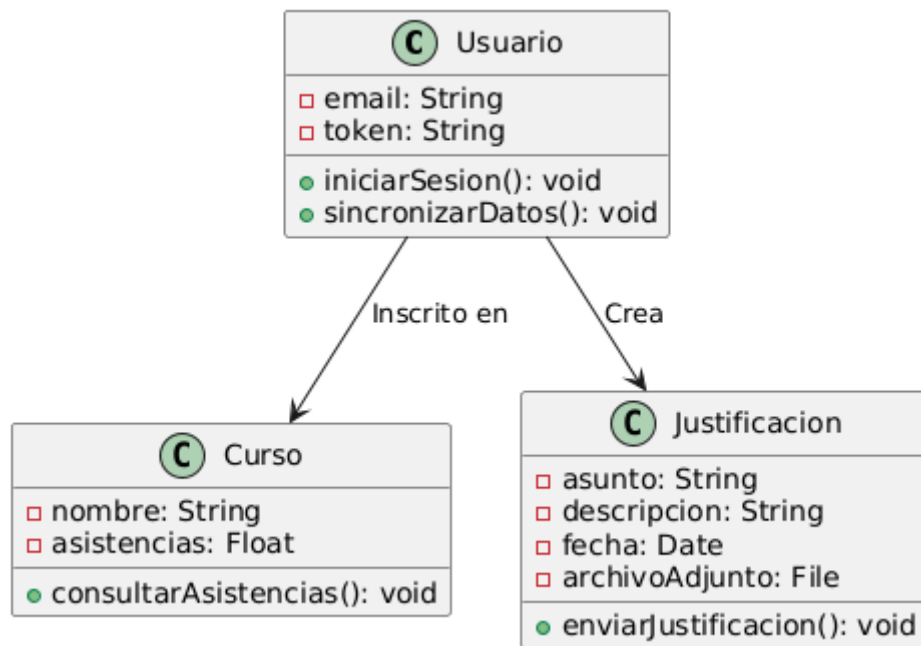 C Usuario
email: String
token: String
iniciarSesion(): void
sincronizarDatos(): void
Inscrito en
Crea
C Curso
nombre: String
asistencias: Float
consultarAsistencias(): void
C Justificacion
asunto: String
descripcion: String
fecha: Date
archivoAdjunto: File
enviarJustificacion(): void